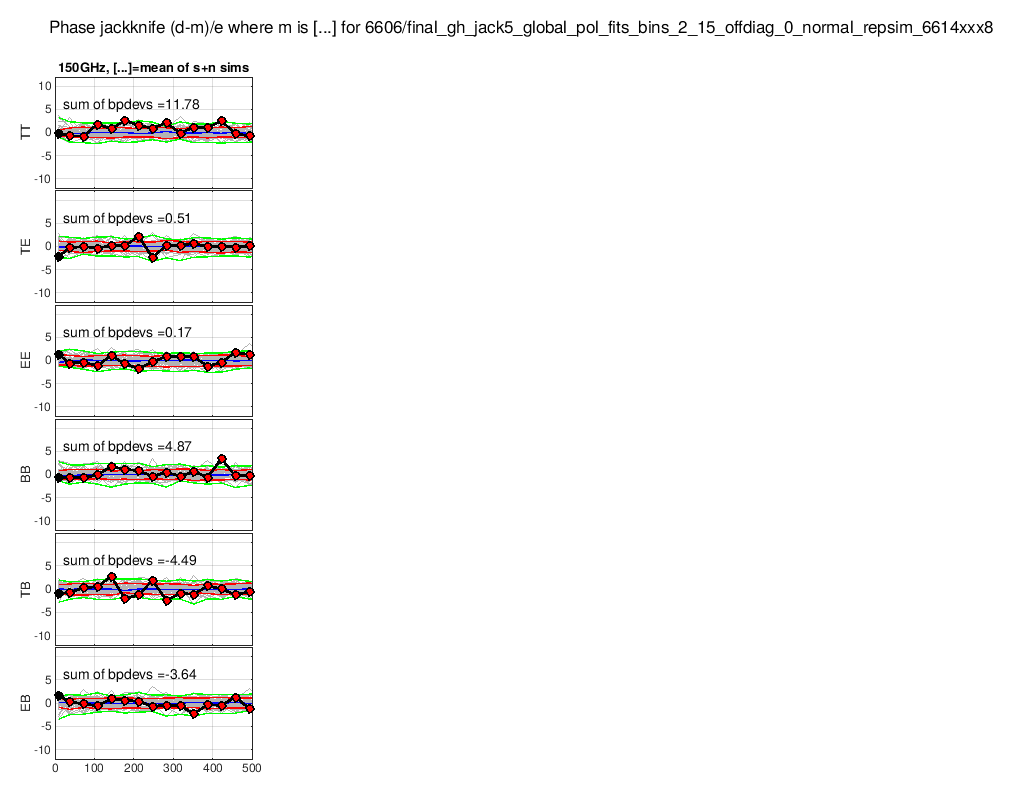 Phase jackknife (d-m)/e where m is [...] for 6606/final_gh_jack5_global_pol_fits_bins_2_15_offdiag_0_normal_repsim_6614xxx8
150GHz, [...]=mean of s+n sims
10
5
0
-5
-10
TT
sum of bpdevs =11.78
5
0
-5
-10
TE
sum of bpdevs =0.51
5
0
-5
-10
EE
sum of bpdevs =0.17
5
0
-5
-10
BB
sum of bpdevs =4.87
5
0
-5
-10
TB
sum of bpdevs =-4.49
5
0
-5
-10
EB
sum of bpdevs =-3.64
0 100 200 300 400 500